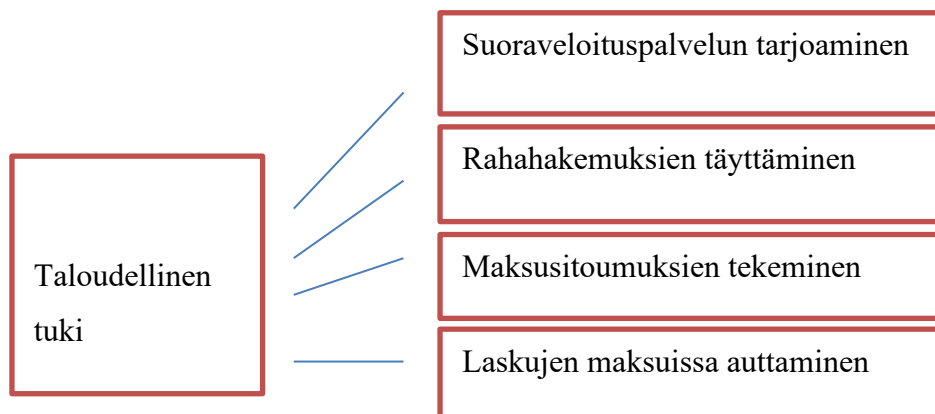 Suoraveloituspalvelun tarjoaminen
Rahahakemuksien täyttäminen
Taloudellinen
tuki
Maksusitoumuksien tekeminen
Laskujen maksuissa auttaminen